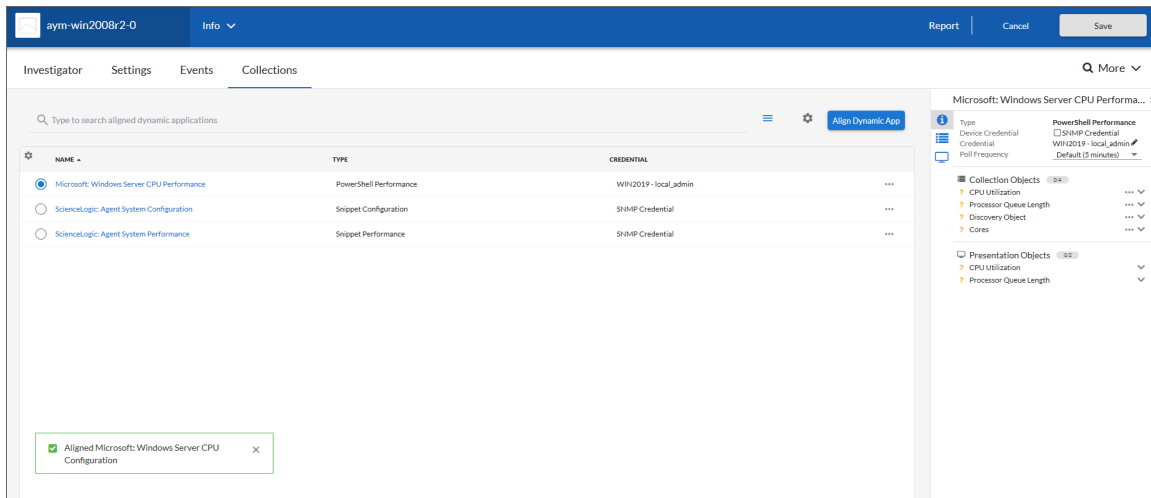 aym-win2008r2-0 Info Report Cancel Save
Investigator Settings Events Collections More
Type to search aligned dynamic applications Align Dynamic App
NAME TYPE CREDENTIAL
Microsoft: Windows Server CPU Performance PowerShell Performance WIN2019 - local_admin ...
ScienceLogic: Agent System Configuration Snippet Configuration SNMP Credential ...
ScienceLogic: Agent System Performance Snippet Performance SNMP Credential ...
Aligned Microsoft: Windows Server CPU
Configuration
Microsoft: Windows Server CPU Performa...
Type PowerShell Performance
Device Credential SNMP Credential
Credential WIN2019 - local_admin
Poll Frequency Default (5 minutes)
Collection Objects 0/4
? CPU Utilization ...
? Processor Queue Length ...
? Discovery Object ...
? Cores ...
Presentation Objects 0/2
? CPU Utilization
? Processor Queue Length